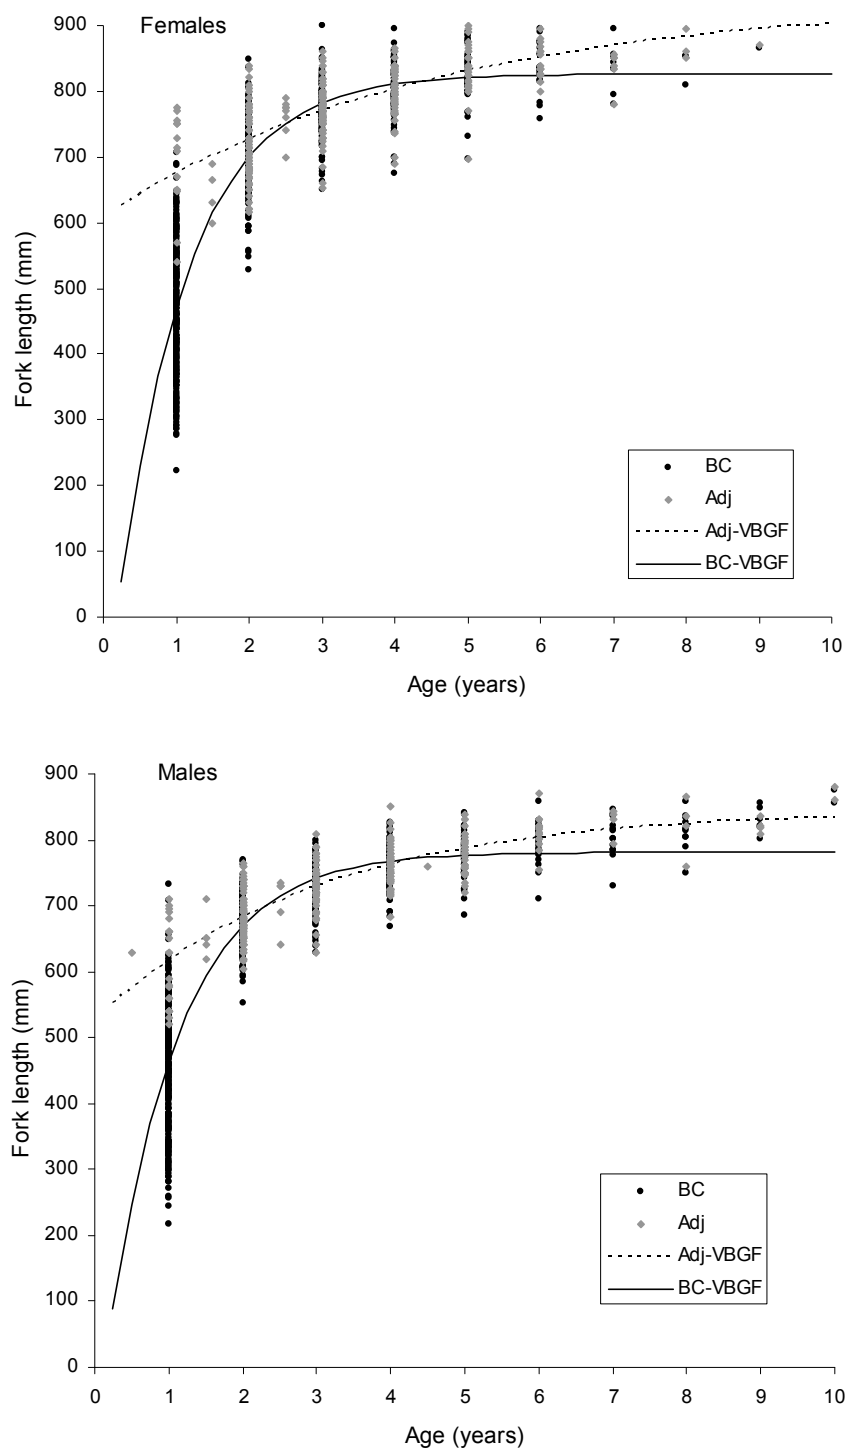 Females
900
800
700
600
500
400
300
200
100
0
Fork length (mm)
BC
Adj
Adj-VBGF
BC-VBGF
0 1 2 3 4 5 6 7 8 9 10
Age (years)
Males
900
800
700
600
500
400
300
200
100
0
Fork length (mm)
BC
Adj
Adj-VBGF
BC-VBGF
0 1 2 3 4 5 6 7 8 9 10
Age (years)